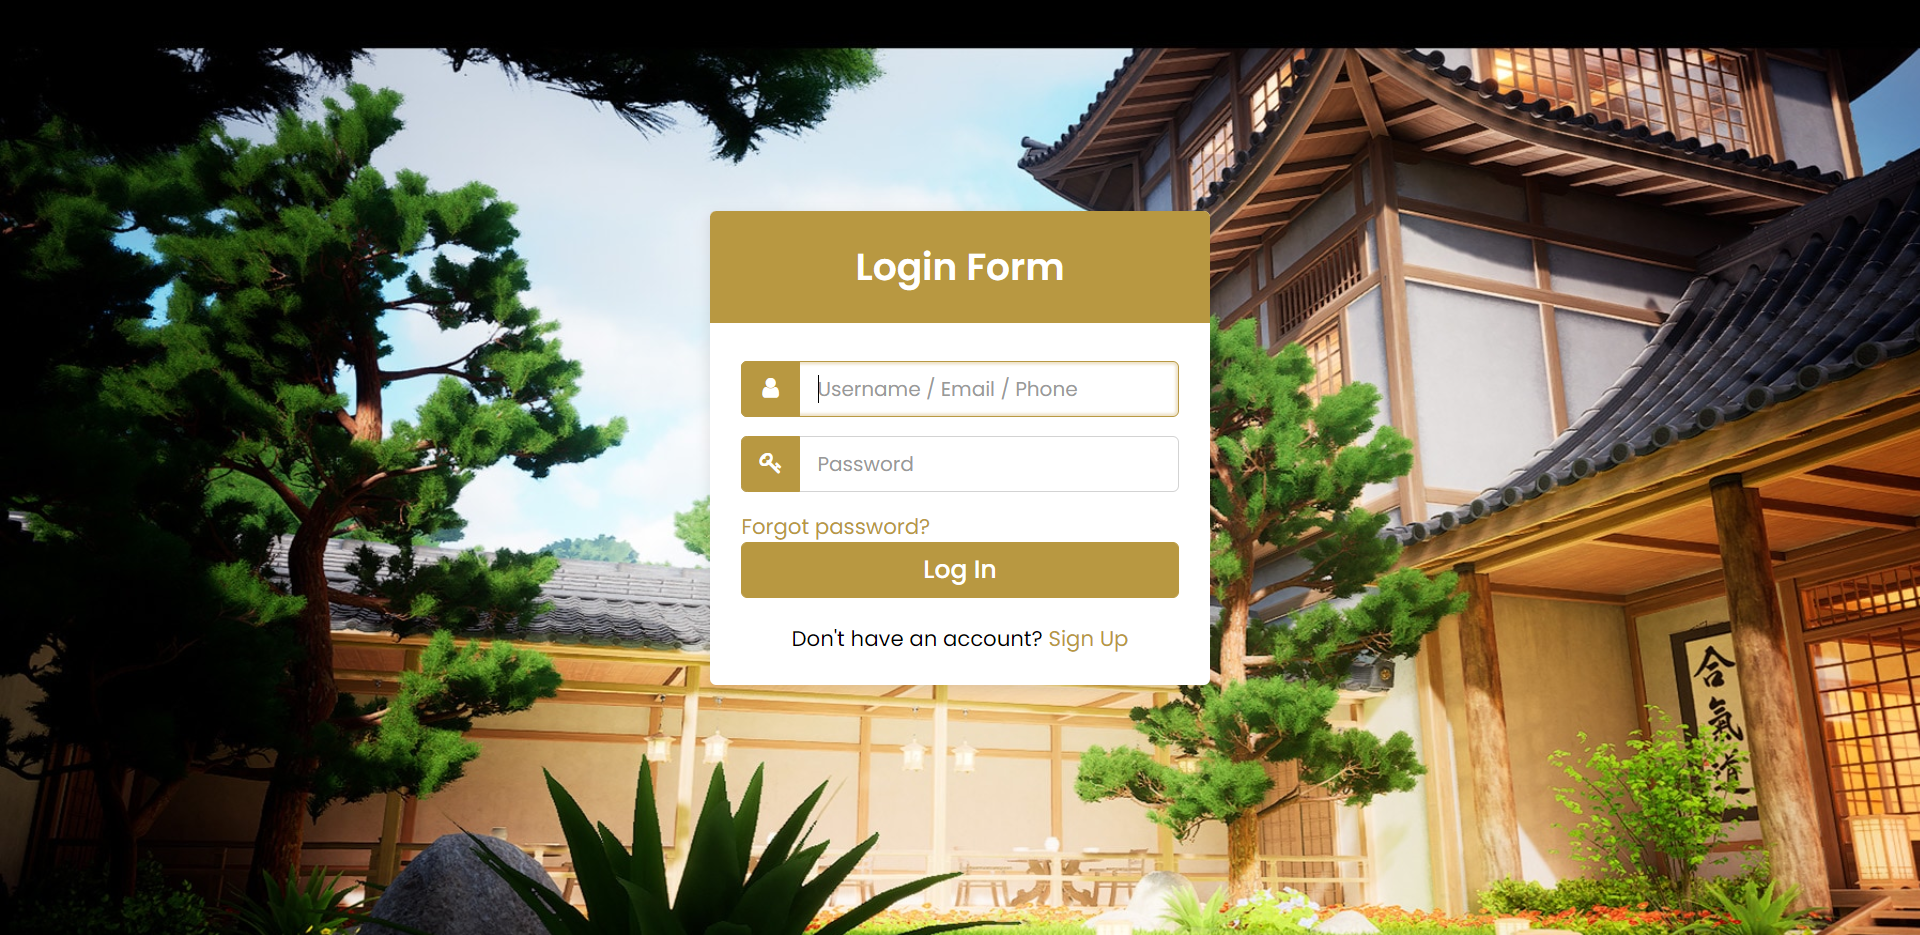 Login Form
Username / Email / Phone
Password
Forgot password?
Log In
Don't have an account? Sign Up
合
氣
道